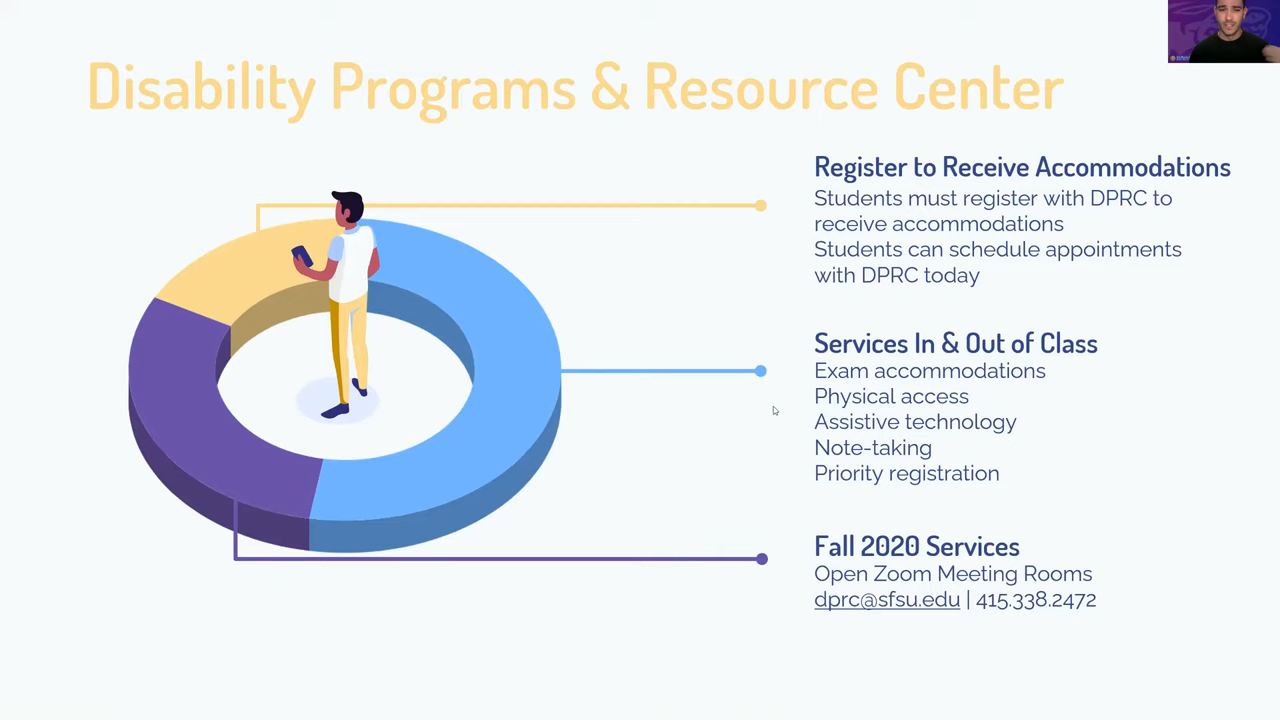 Disability Programs & Resource Center
Register to Receive Accommodations
Students must register with DPRC to
receive accommodations
Students can schedule appointments
with DPRC today
Services In & Out of Class
Exam accommodations
Physical access
Assistive technology
Note-taking
Priority registration
Fall 2020 Services
Open Zoom Meeting Rooms
dprc@sfsu.edu | 415.338.2472